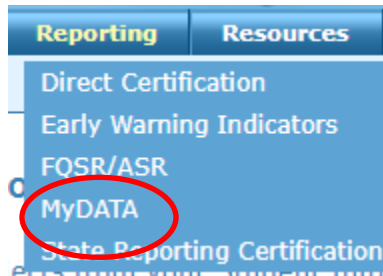 Reporting Resources
Direct Certification
Early Warning Indicators
FQSR/ASR
MyDATA
State Reporting Certification